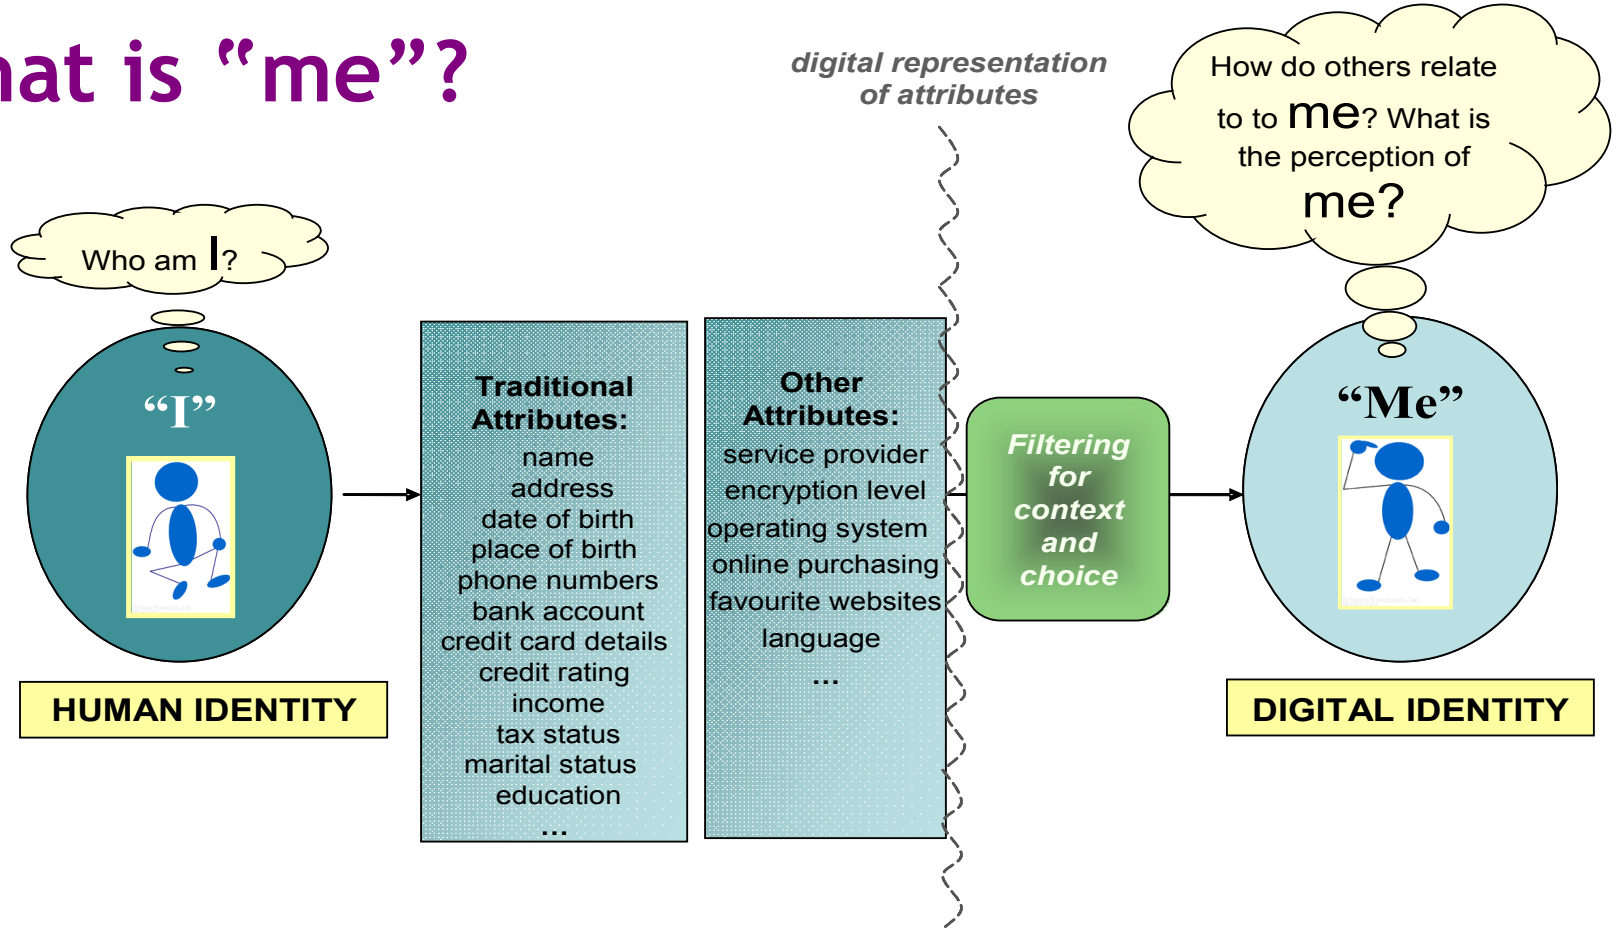 hat is “me”?
digital representation
of attributes
How do others relate
to to me? What is
the perception of
me?
Who am I?
“I”
HUMAN IDENTITY
Traditional
Attributes:
name
address
date of birth
place of birth
phone numbers
bank account
credit card details
credit rating
income
tax status
marital status
education
...
Other
Attributes:
service provider
encryption level
operating system
online purchasing
favourite websites
language
...
Filtering
for
context
and
choice
“Me”
DIGITAL IDENTITY